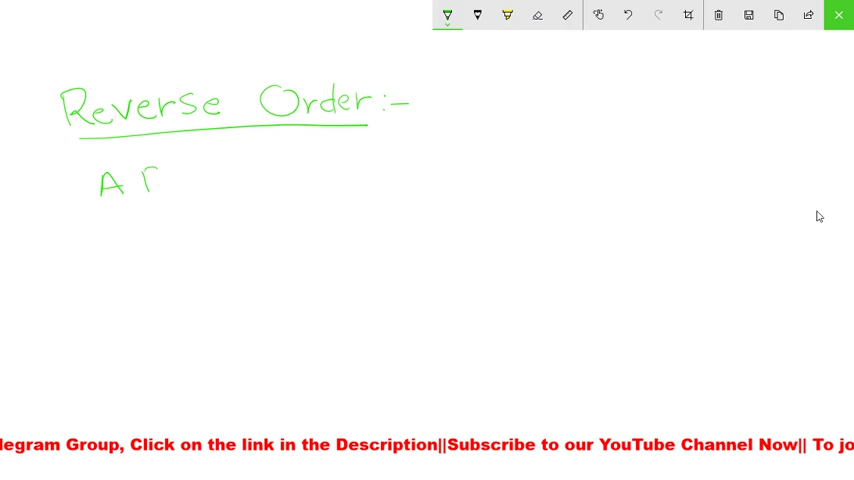 Reverse Order:-
A
legram Group, Click on the link in the Description||Subscribe to our YouTube Channel Now|| To jo